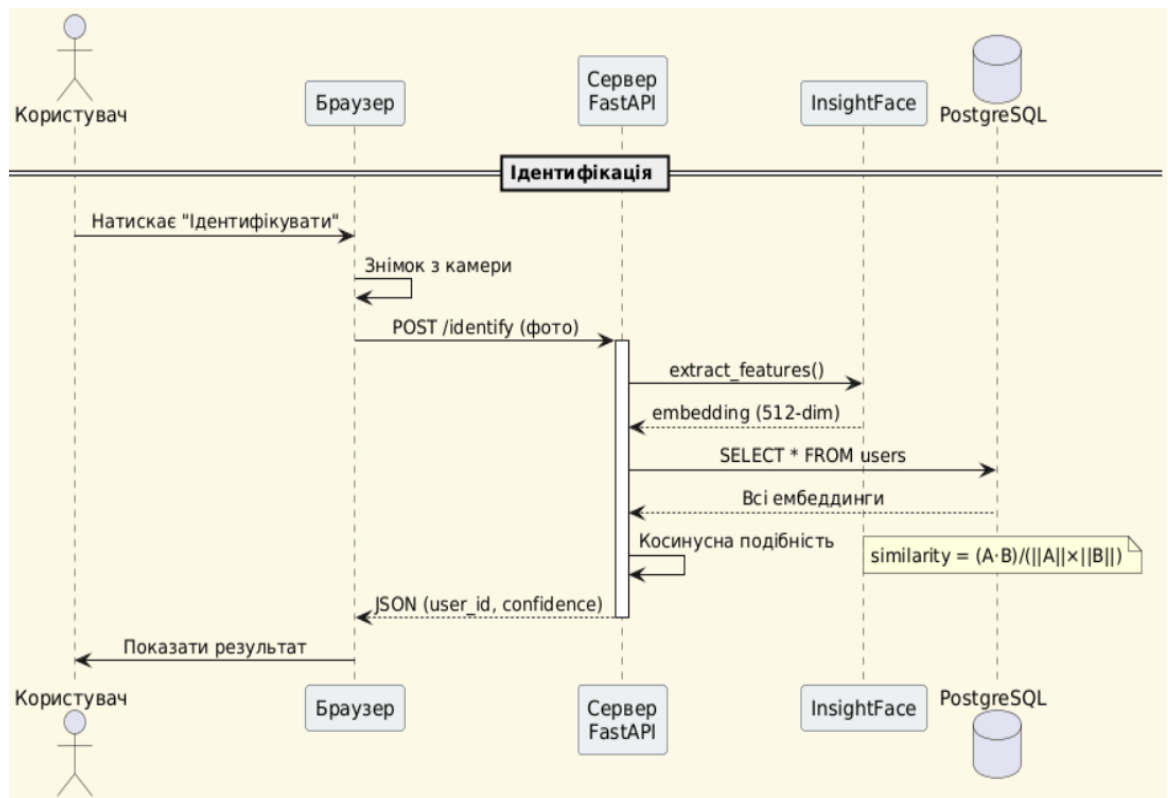 Користувач
Браузер
Сервер
FastAPI
InsightFace
PostgreSQL
Ідентифікація
Натискає "Ідентифікувати"
Знімок з камери
POST /identify (фото)
extract_features()
embedding (512-dim)
SELECT * FROM users
Всі ембеддинги
Косинусна подібність
similarity = (A·B)/(||A||×||B||)
JSON (user_id, confidence)
Показати результат
Користувач
Браузер
Сервер
FastAPI
InsightFace
PostgreSQL